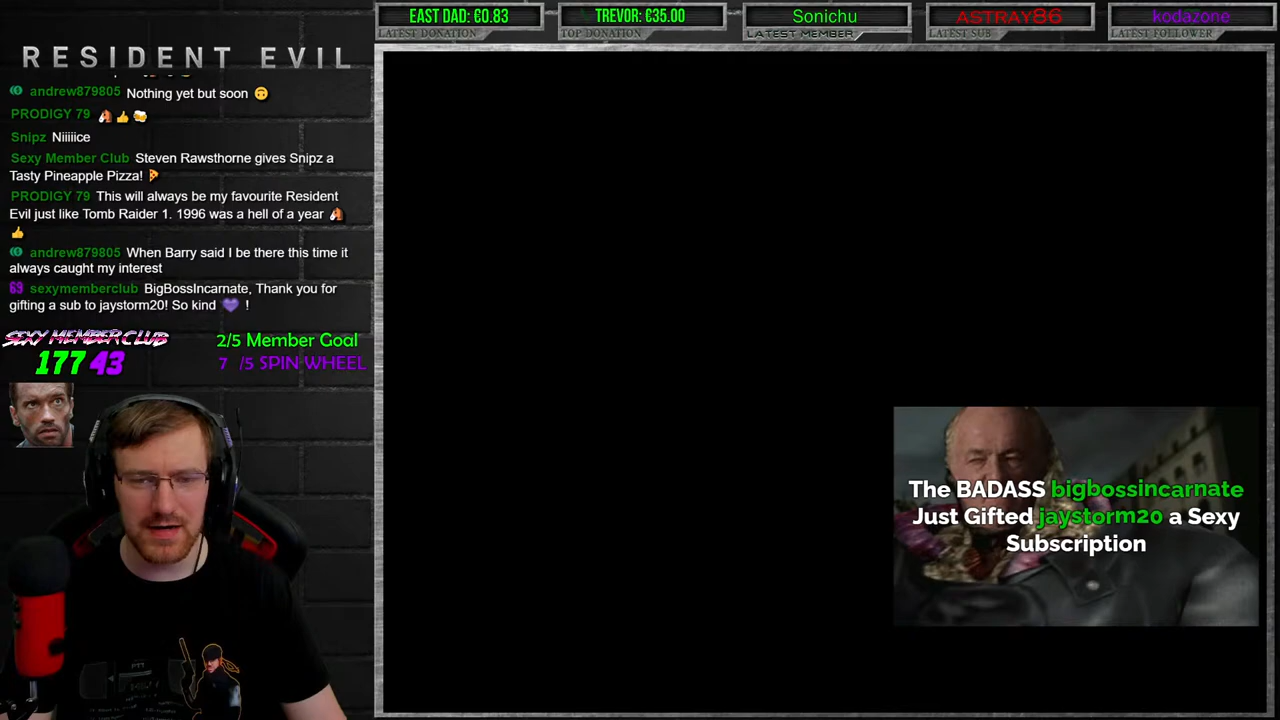 EAST DAD: €0.83
LATEST DONATION
TREVOR: €35.00
TOP DONATION
Sonichu
LATEST MEMBER
ASTRAY86
LATEST SUB
kodazone
LATEST FOLLOWER
RESIDENT EVIL
andrew879805 Nothing yet but soon 🙃
PRODIGY 79 🐴👍🍻
Snipz Niiiiice
Sexy Member Club Steven Rawsthorne gives Snipz a
Tasty Pineapple Pizza! 🍕
PRODIGY 79 This will always be my favourite Resident
Evil just like Tomb Raider 1. 1996 was a hell of a year 🐴
👍
andrew879805 When Barry said I be there this time it
always caught my interest
69 sexymemberclub BigBossIncarnate, Thank you for
gifting a sub to jaystorm20! So kind 💜 !
SEXY MEMBER CLUB
2/5 Member Goal
177 43
7 /5 SPIN WHEEL
The BADASS bigbossincarnate
Just Gifted jaystorm20 a Sexy
Subscription